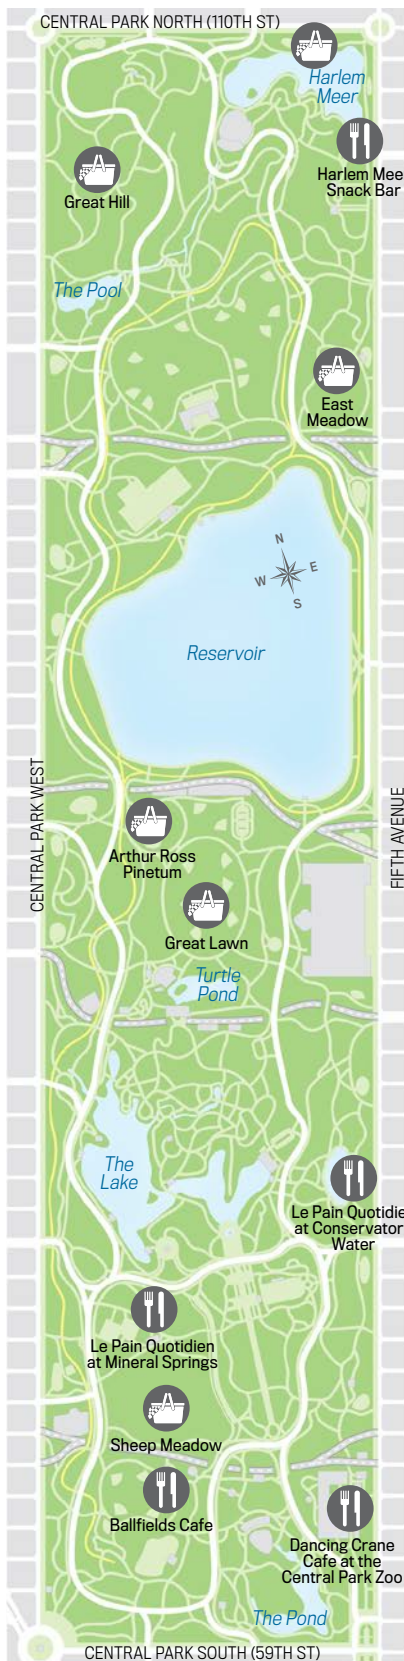 CENTRAL PARK NORTH (110TH ST)
Harlem
Meer
Harlem Mee
Snack Bar
Great Hill
The Pool
East
Meadow
N
W E
S
Reservoir
CENTRAL PARK WEST
FIFTH AVENUE
Arthur Ross
Pinetum
Great Lawn
Turtle
Pond
The
Lake
Le Pain Quotidie
at Conservator
Water
Le Pain Quotidien
at Mineral Springs
Sheep Meadow
Ballfields Cafe
Dancing Crane
Cafe at the
Central Park Zoo
The Pond
CENTRAL PARK SOUTH (59TH ST)